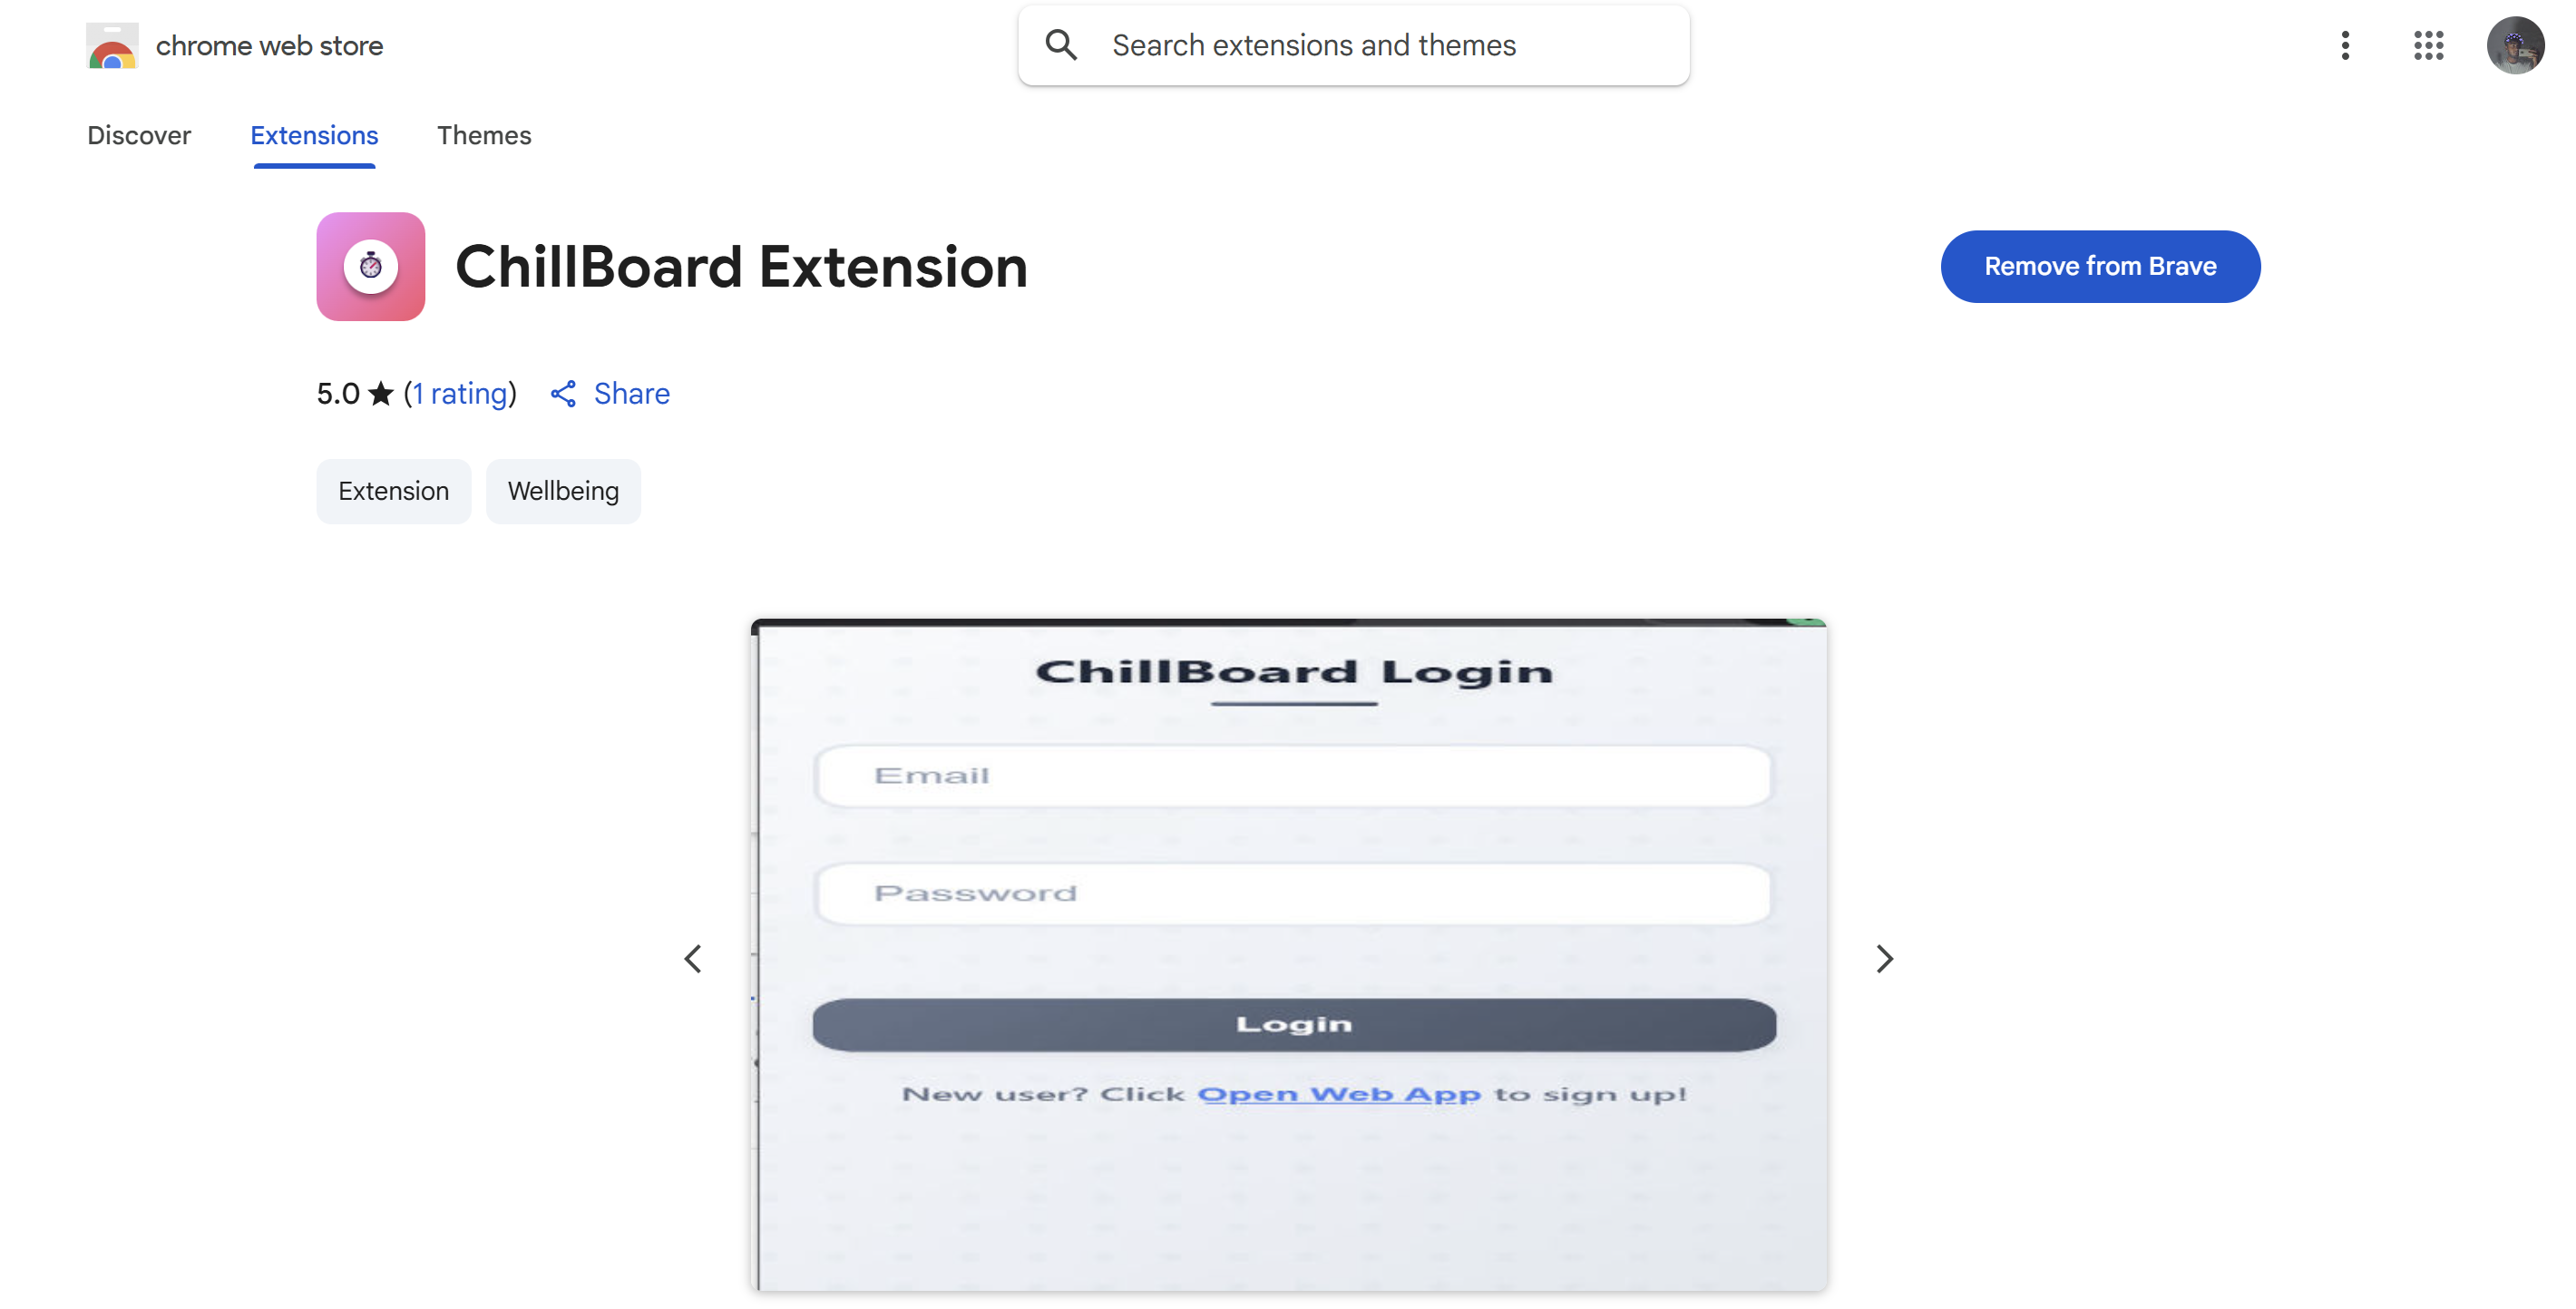 chrome web store
Search extensions and themes
Discover
Extensions
Themes
ChillBoard Extension
Remove from Brave
5.0 ★ (1 rating)
Share
Extension
Wellbeing
ChillBoard Login
Email
Password
Login
New user? Click Open Web App to sign up!